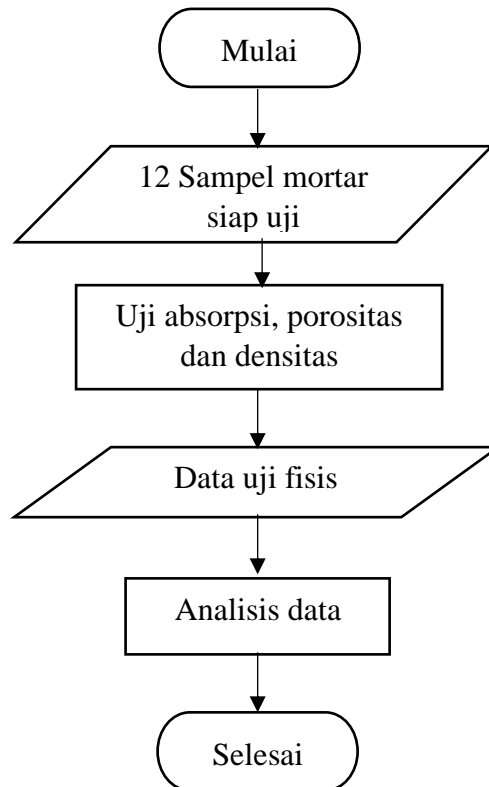 Mulai
12 Sampel mortar
siap uji
Uji absorpsi, porositas
dan densitas
Data uji fisis
Analisis data
Selesai